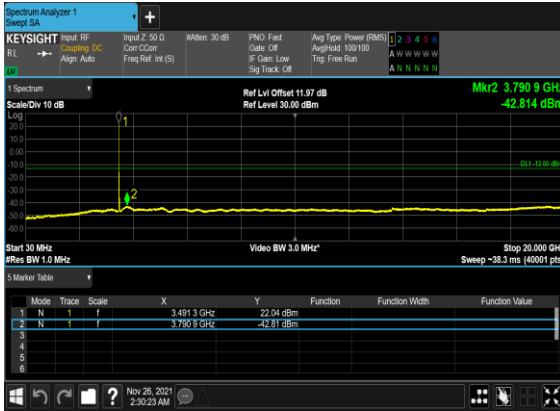 Spectrum Analyzer 1
Swept SA
+
KEYSIGHT Input: RF Input Z: 50 Ω #Atten: 30 dB PNO: Fast Avg Type: Power (RMS) 1 2 3 4 5 6
RL Coupling: DC Corr CCorr Gate: Off Avg|Hold: 100/100 A W W W W W
Align: Auto Freq Ref: Int (S) IF Gain: Low Trig: Free Run
Sig Track: Off A N N N N N
1 Spectrum Ref Lvl Offset 11.97 dB Mkr2 3.790 9 GHz
Scale/Div 10 dB Ref Level 30.00 dBm -42.814 dBm
Log
20.0 1
10.0
0.00
-10.0 DL1 -13.00 dBm
-20.0
-30.0
-40.0 2
-50.0
-60.0
Start 30 MHz Video BW 3.0 MHz* Stop 20.000 GHz
#Res BW 1.0 MHz Sweep ~38.3 ms (40001 pts)
5 Marker Table
Mode Trace Scale X Y Function Function Width Function Value
1 N 1 f 3.491 3 GHz 22.04 dBm
2 N 1 f 3.790 9 GHz -42.81 dBm
3
4
5
6
? Nov 26, 2021
2:30:23 AM